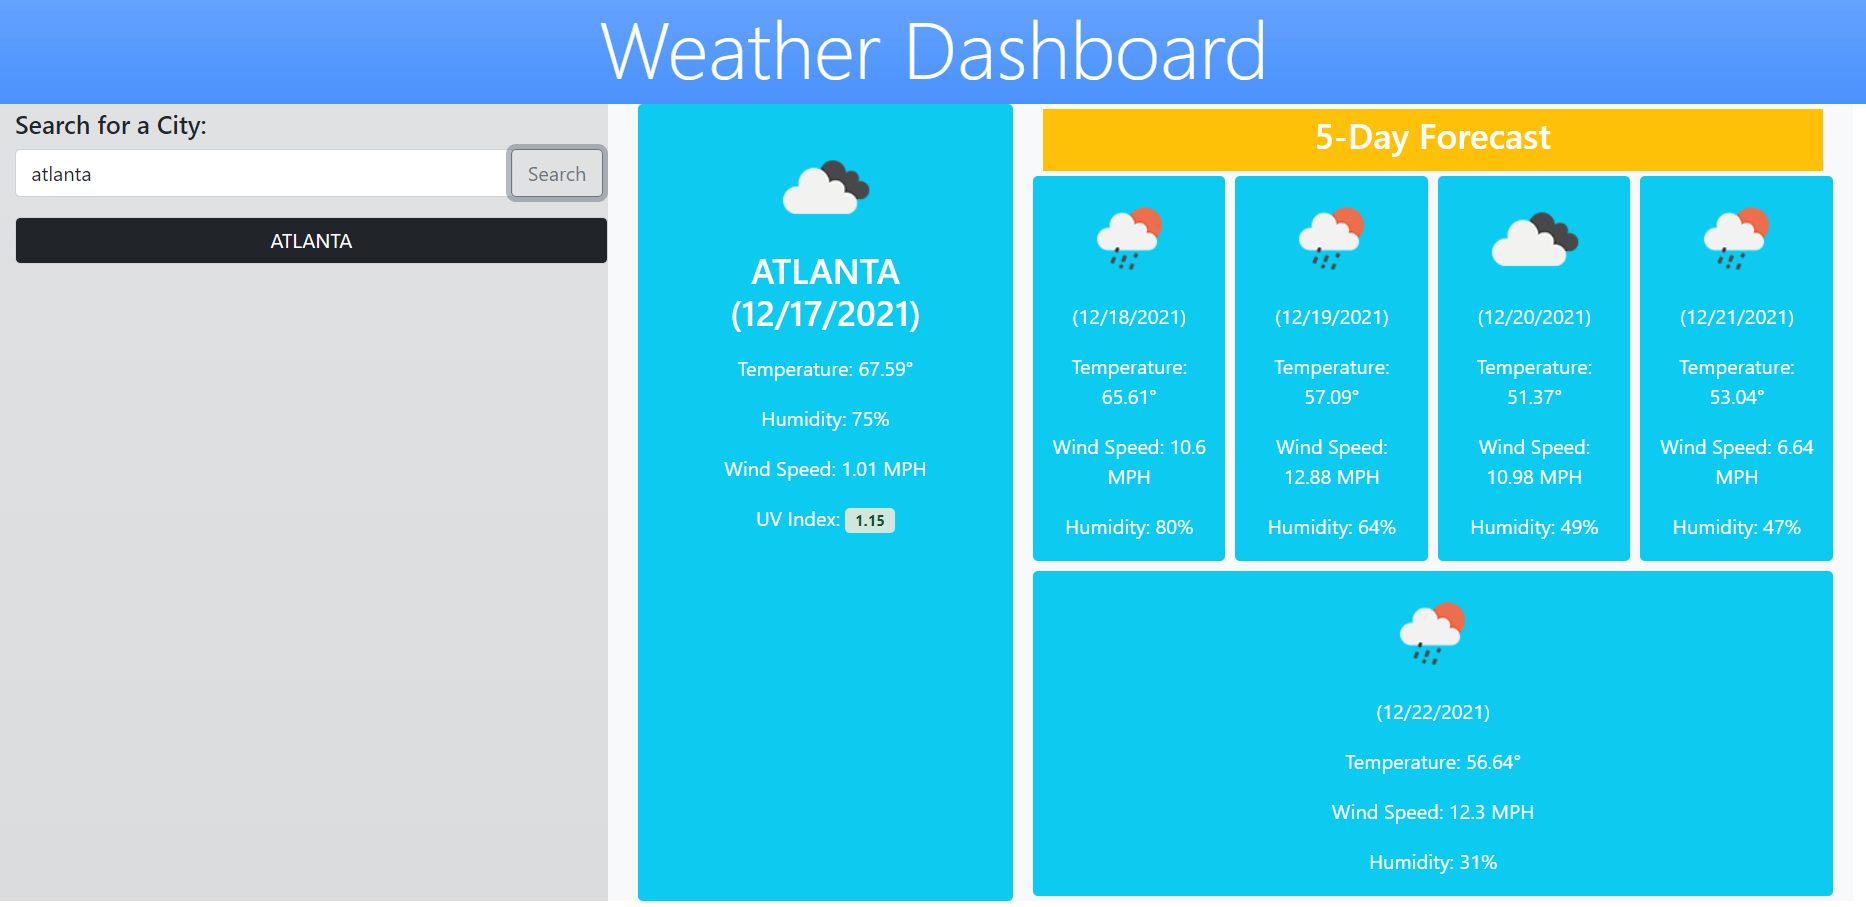 Weather Dashboard
Search for a City:
atlanta
Search
ATLANTA
ATLANTA
(12/17/2021)
Temperature: 67.59°
Humidity: 75%
Wind Speed: 1.01 MPH
UV Index: 1.15
5-Day Forecast
(12/18/2021)
Temperature:
65.61°
Wind Speed: 10.6
MPH
Humidity: 80%
(12/19/2021)
Temperature:
57.09°
Wind Speed:
12.88 MPH
Humidity: 64%
(12/20/2021)
Temperature:
51.37°
Wind Speed:
10.98 MPH
Humidity: 49%
(12/21/2021)
Temperature:
53.04°
Wind Speed: 6.64
MPH
Humidity: 47%
(12/22/2021)
Temperature: 56.64°
Wind Speed: 12.3 MPH
Humidity: 31%